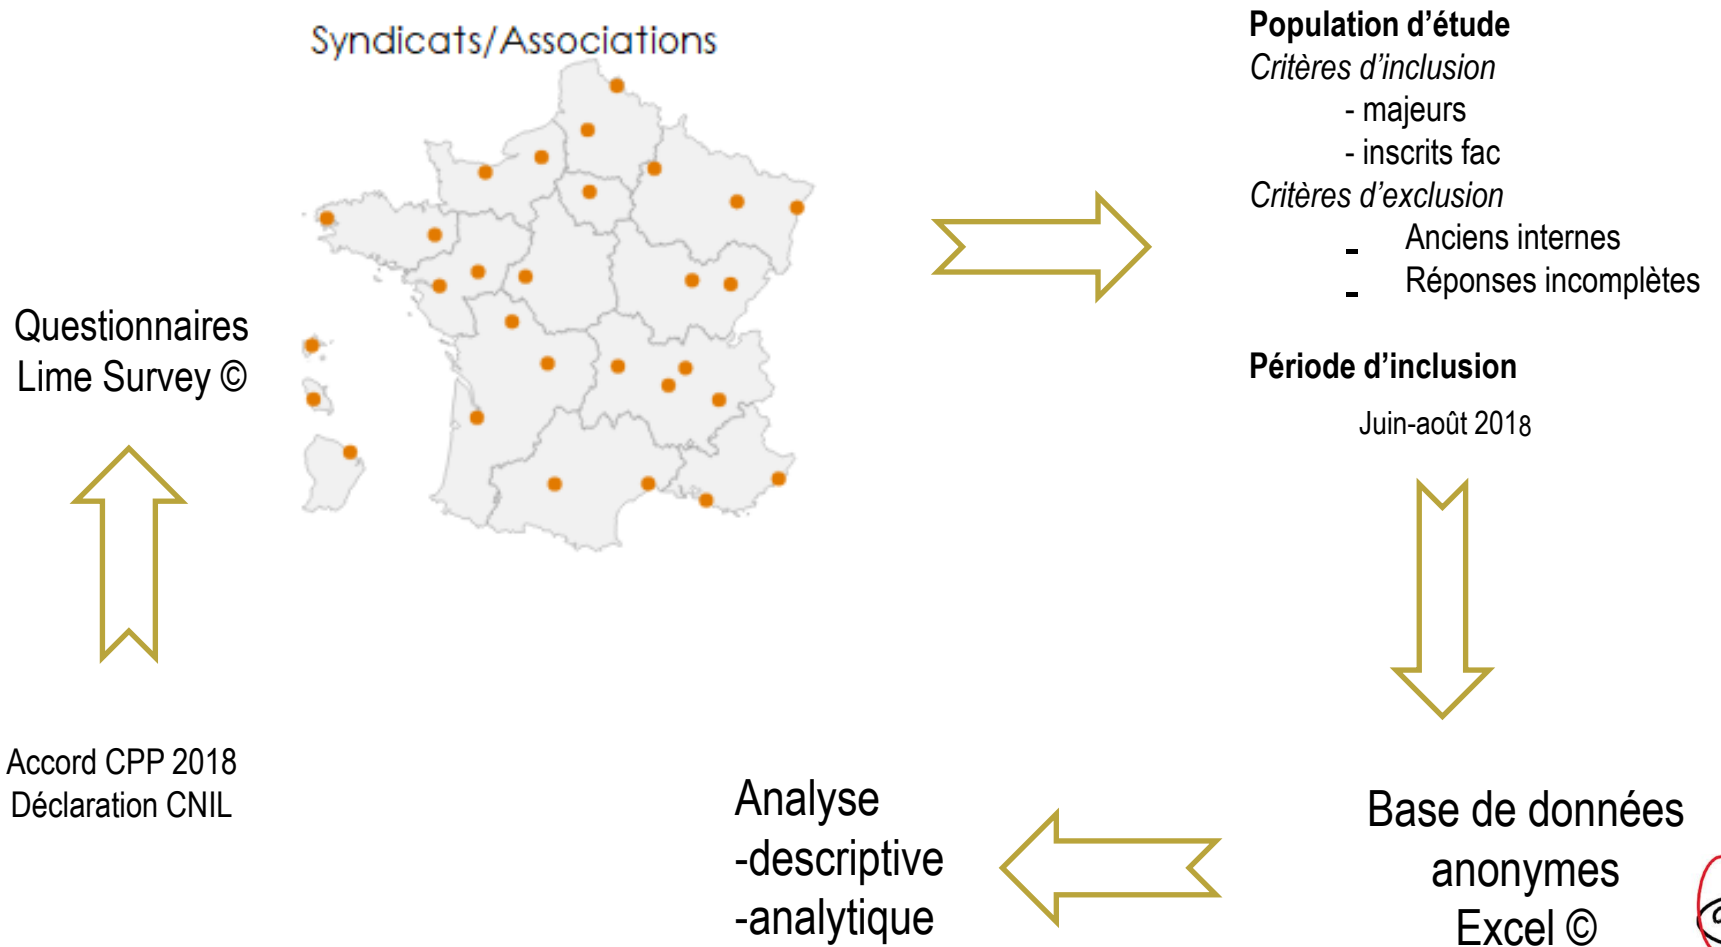 Syndicats/Associations
Population d’étude
Critères d’inclusion
- majeurs
- inscrits fac
Critères d’exclusion
- Anciens internes
- Réponses incomplètes
Période d’inclusion
Juin-août 2018
Questionnaires
Lime Survey ©
Accord CPP 2018
Déclaration CNIL
Analyse
-descriptive
-analytique
Base de données
anonymes
Excel ©